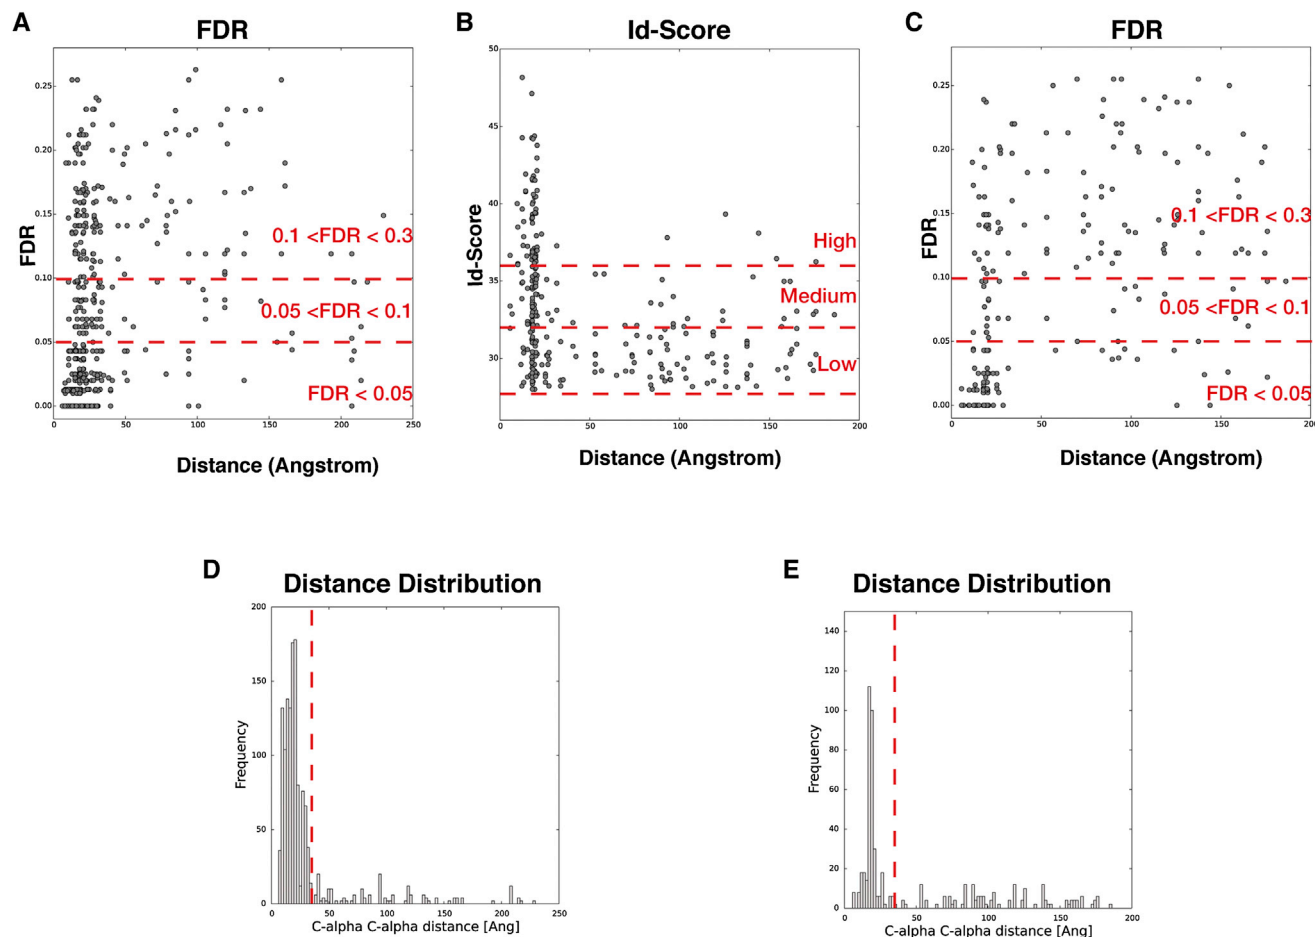 A
FDR
0.25
0.20
0.15
0.10
0.05
0.00
FDR
0.1 <FDR < 0.3
0.05 <FDR < 0.1
FDR < 0.05
0
50
100
150
200
250
Distance (Angstrom)
B
Id-Score
50
45
40
35
30
Id-Score
High
Medium
Low
0
50
100
150
200
Distance (Angstrom)
C
FDR
0.25
0.20
0.15
0.10
0.05
0.00
FDR
0.1 <FDR < 0.3
0.05 <FDR < 0.1
FDR < 0.05
0
50
100
150
200
Distance (Angstrom)
D
Distance Distribution
200
150
100
50
0
Frequency
0
50
100
150
200
250
C-alpha C-alpha distance [Ang]
E
Distance Distribution
140
120
100
80
60
40
20
0
Frequency
0
50
100
150
200
C-alpha C-alpha distance [Ang]